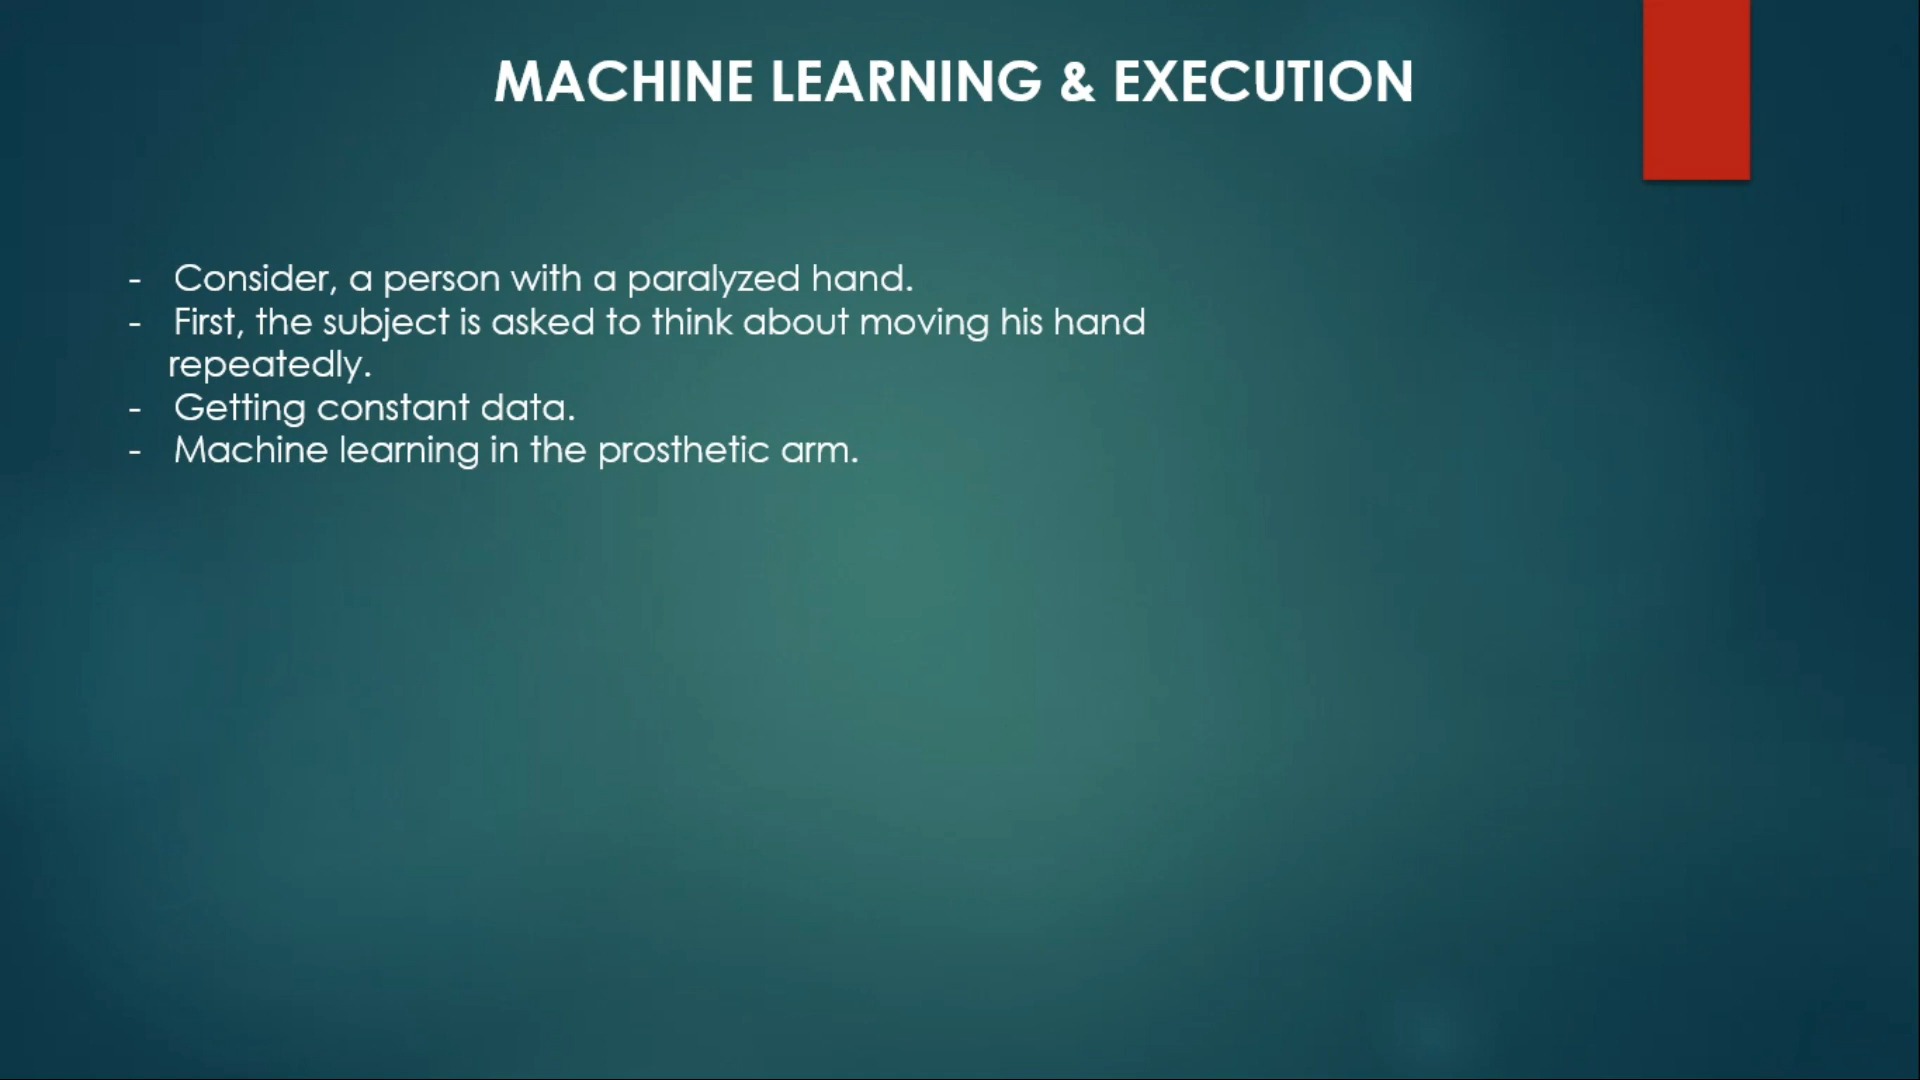 MACHINE LEARNING & EXECUTION
- Consider, a person with a paralyzed hand.
- First, the subject is asked to think about moving his hand
repeatedly.
- Getting constant data.
- Machine learning in the prosthetic arm.